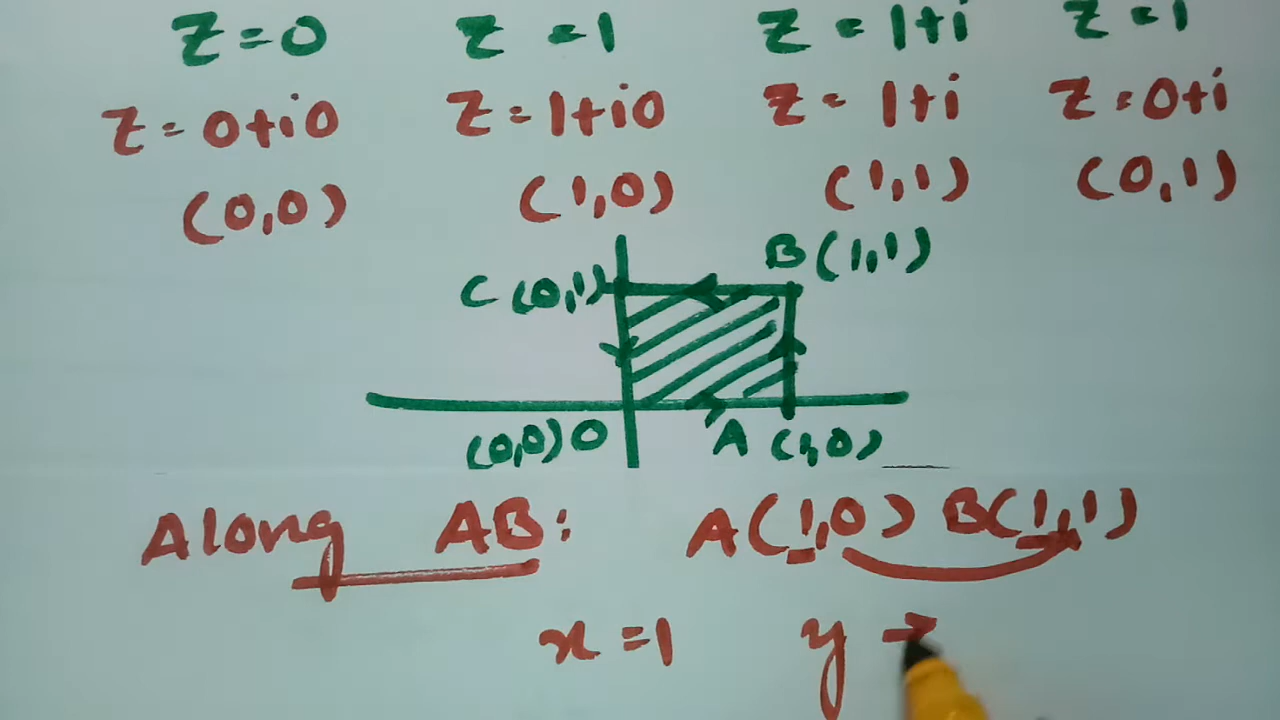 z=0 z=1 z=1+i z=1
z=0+i0 z=1+i0 z=1+i z=0+i
(0,0) (1,0) (1,1) (0,1)
B(1,1)
C(0,1)
(0,0)O A(1,0)
Along AB: A(1,0) B(1,1)
x=1 y →